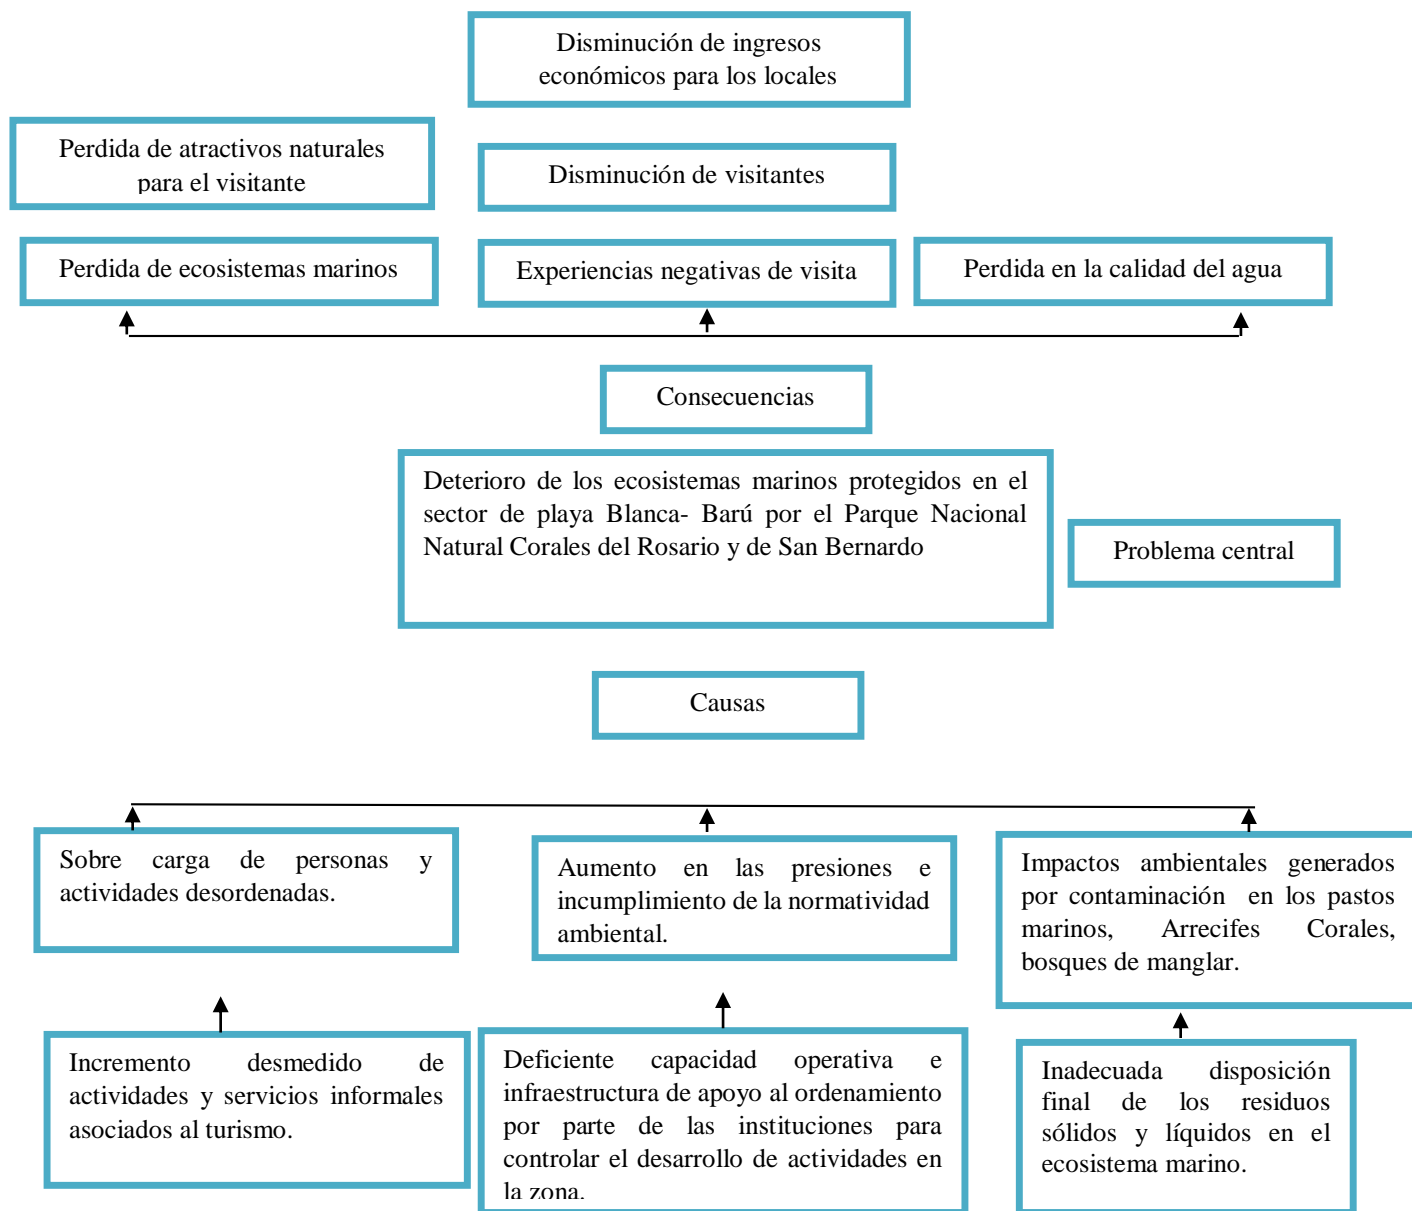 Disminución de ingresos
económicos para los locales
Perdida de atractivos naturales
para el visitante
Disminución de visitantes
Perdida de ecosistemas marinos
Experiencias negativas de visita
Perdida en la calidad del agua
Consecuencias
Deterioro de los ecosistemas marinos protegidos en el
sector de playa Blanca- Barú por el Parque Nacional
Natural Corales del Rosario y de San Bernardo
Problema central
Causas
Sobre carga de personas y
actividades desordenadas.
Aumento en las presiones e
incumplimiento de la normatividad
ambiental.
Impactos ambientales generados
por contaminación en los pastos
marinos, Arrecifes Corales,
bosques de manglar.
Incremento desmedido de
actividades y servicios informales
asociados al turismo.
Deficiente capacidad operativa e
infraestructura de apoyo al ordenamiento
por parte de las instituciones para
controlar el desarrollo de actividades en
la zona.
Inadecuada disposición
final de los residuos
sólidos y líquidos en el
ecosistema marino.